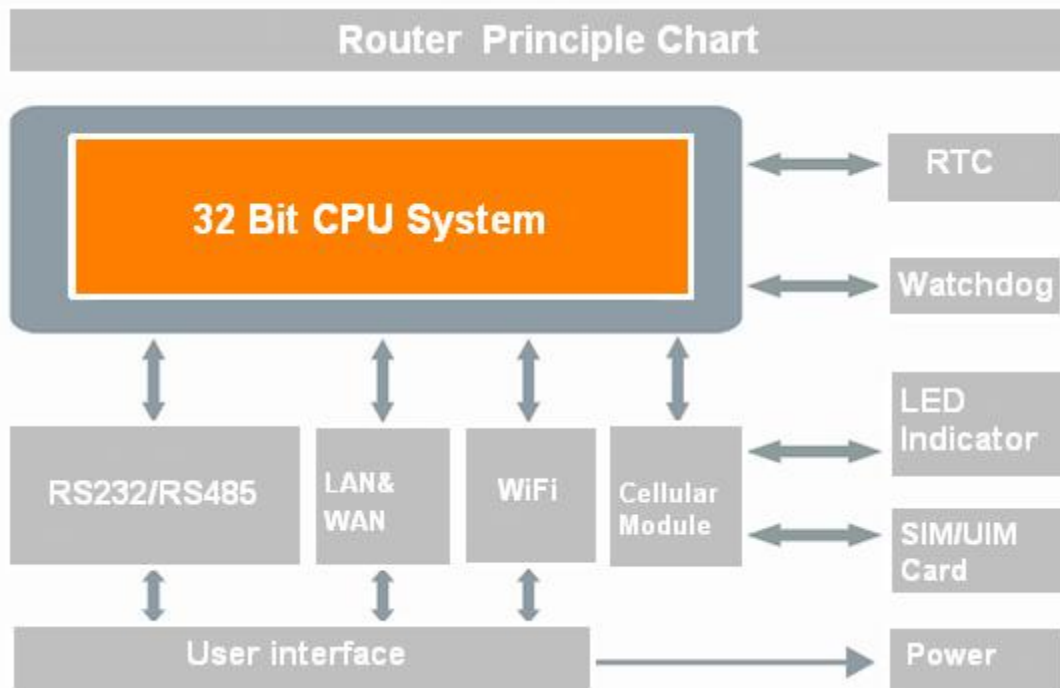 Router Principle Chart
32 Bit CPU System
RTC
Watchdog
LED
Indicator
RS232/RS485
LAN&
WAN
WiFi
Cellular
Module
SIM/UIM
Card
User interface
Power